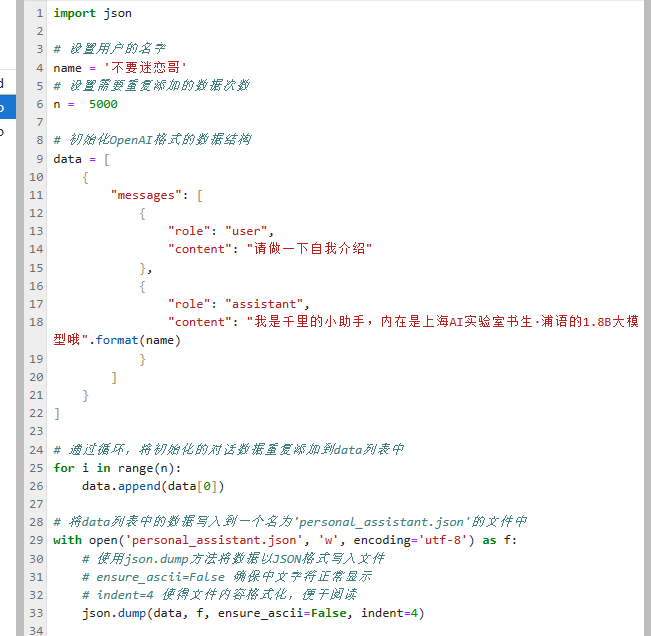 1 import json
2
3 # 设置用户的名字
4 name = '不要迷恋哥'
5 # 设置需要重复添加的数据次数
6 n =  5000
7
8 # 初始化OpenAI格式的数据结构
9 data = [
10     {
11         "messages": [
12             {
13                 "role": "user",
14                 "content": "请做一下自我介绍"
15             },
16             {
17                 "role": "assistant",
18                 "content": "我是千里的小助手，内在是上海AI实验室书生·浦语的1.8B大模
型哦".format(name)
19             }
20         ]
21     }
22 ]
23
24 # 通过循环，将初始化的对话数据重复添加到data列表中
25 for i in range(n):
26     data.append(data[0])
27
28 # 将data列表中的数据写入到一个名为'personal_assistant.json'的文件中
29 with open('personal_assistant.json', 'w', encoding='utf-8') as f:
30     # 使用json.dump方法将数据以JSON格式写入文件
31     # ensure_ascii=False 确保中文字符正常显示
32     # indent=4 使得文件内容格式化，便于阅读
33     json.dump(data, f, ensure_ascii=False, indent=4)
34